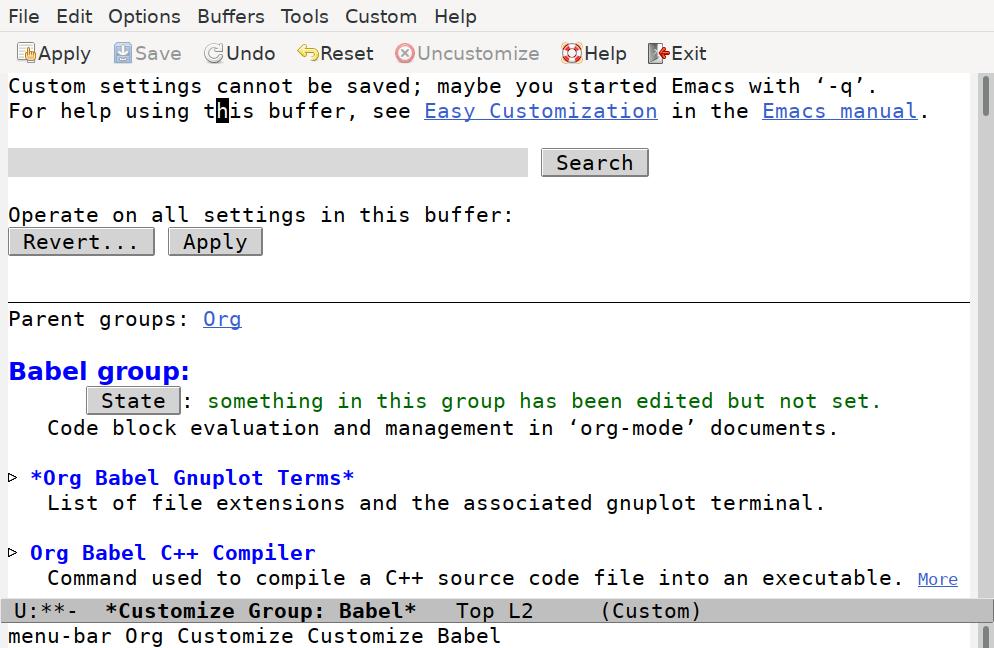 File Edit Options Buffers Tools Custom Help
Apply Save Undo Reset Uncustomize Help Exit
Custom settings cannot be saved; maybe you started Emacs with ‘-q’.
For help using this buffer, see Easy Customization in the Emacs manual.
Search
Operate on all settings in this buffer:
Revert... Apply
Parent groups: Org
Babel group:
State : something in this group has been edited but not set.
Code block evaluation and management in ‘org-mode’ documents.
*Org Babel Gnuplot Terms*
List of file extensions and the associated gnuplot terminal.
Org Babel C++ Compiler
Command used to compile a C++ source code file into an executable. More
U:**- *Customize Group: Babel* Top L2 (Custom)
menu-bar Org Customize Customize Babel